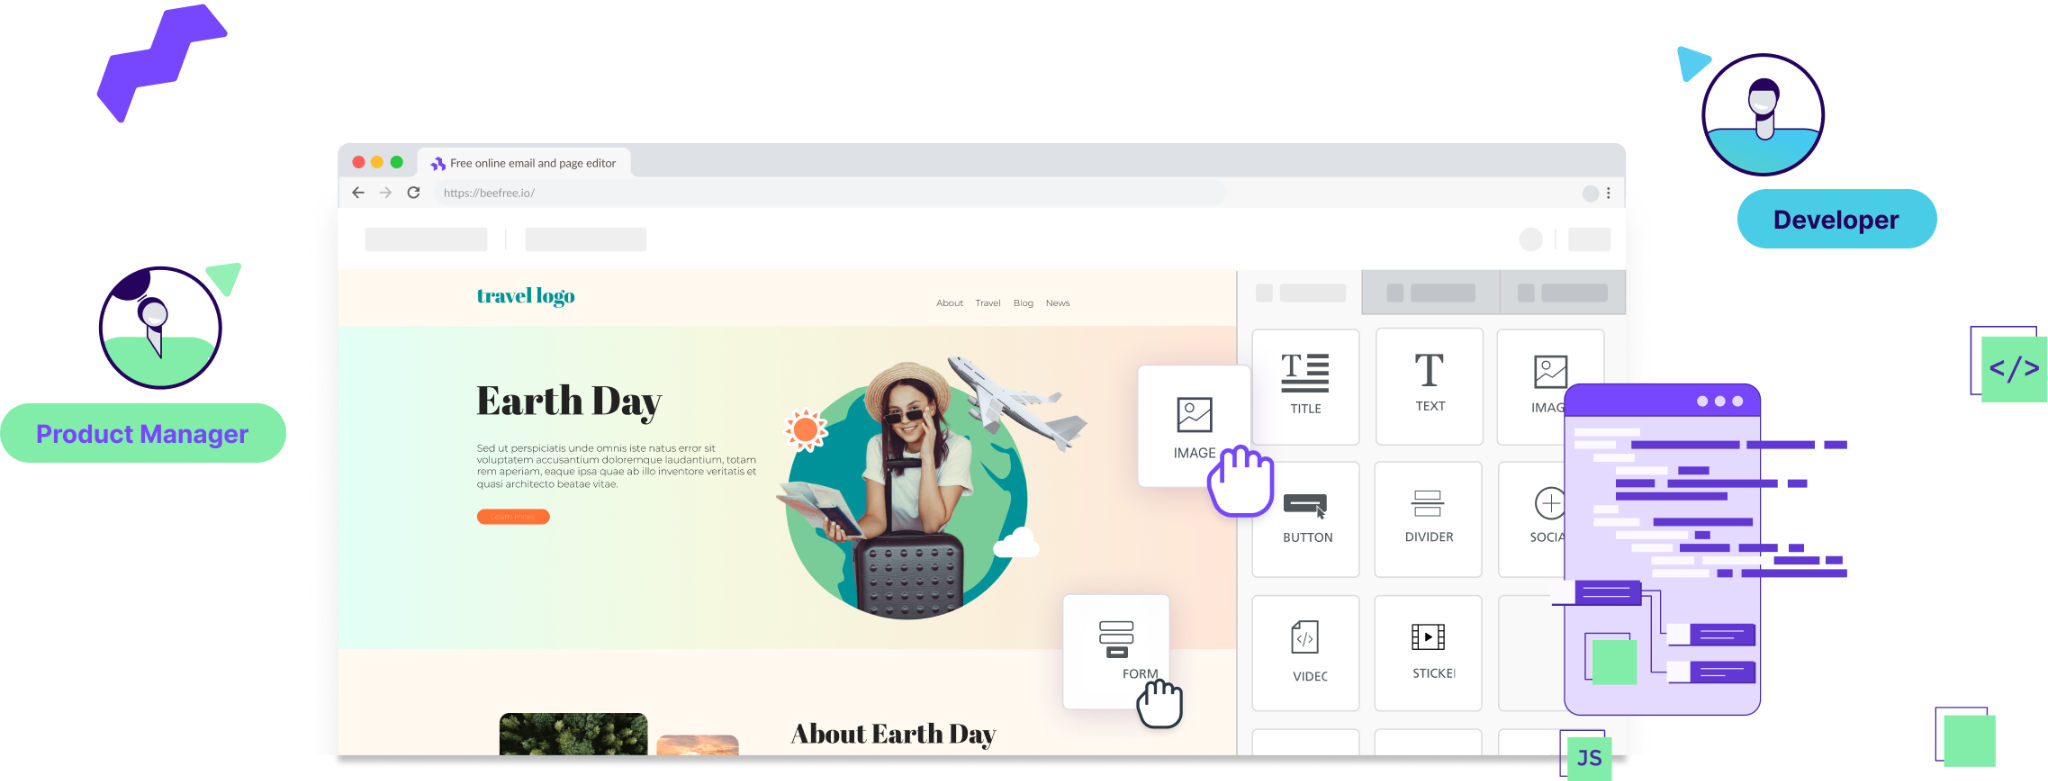 Free online email and page editor
https://beefree.io/
Developer
Product Manager
travel logo
About Travel Blog News
Earth Day
Sed ut perspiciatis unde omnis iste natus error sit
voluptatem accusantium doloremque laudantium, totam
rem aperiam, eaque ipsa quae ab illo inventore veritatis et
quasi architecto beatae vitae.
Learn more
IMAGE
FORM
About Earth Day
TITLE
TEXT
IMAG
BUTTON
DIVIDER
SOCIA
VIDEO
STICKE
</>
</>
JS